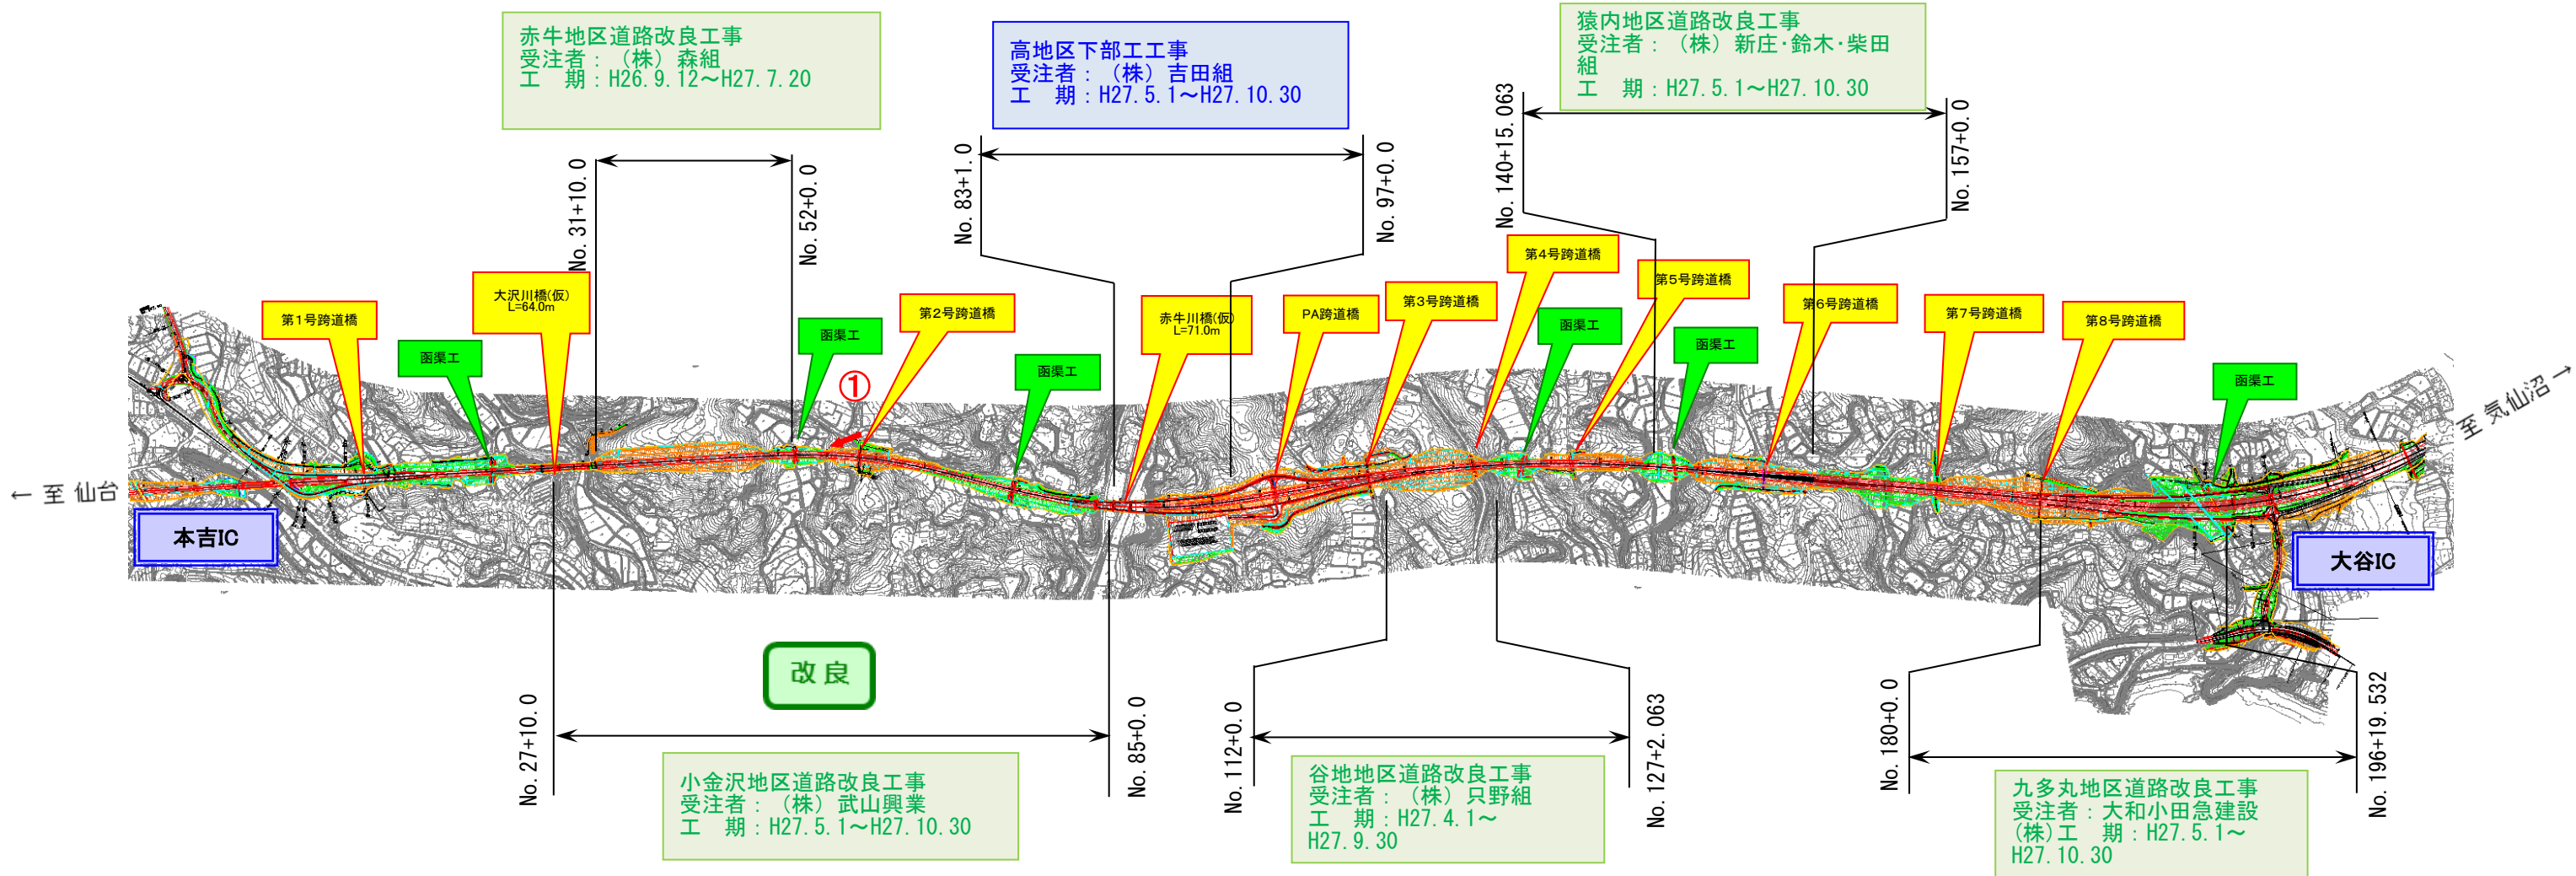 赤牛地区道路改良工事
受注者：（株）森組
工　期：H26.9.12～H27.7.20
高地区下部工工事
受注者：（株）吉田組
工　期：H27.5.1～H27.10.30
猿内地区道路改良工事
受注者：（株）新庄･鈴木･柴田
組
工　期：H27.5.1～H27.10.30
No.31+10.0
No.52+0.0
No.83+1.0
No.97+0.0
No.140+15.063
No.157+0.0
第1号跨道橋
函渠工
大沢川橋(仮)
L=64.0m
函渠工
①
第2号跨道橋
函渠工
赤牛川橋(仮)
L=71.0m
PA跨道橋
第3号跨道橋
第4号跨道橋
函渠工
第5号跨道橋
函渠工
第6号跨道橋
第7号跨道橋
第8号跨道橋
函渠工
至 気仙沼 →
← 至 仙台
本吉IC
大谷IC
改良
No.27+10.0
No.85+0.0
No.112+0.0
No.127+2.063
No.180+0.0
No.196+19.532
小金沢地区道路改良工事
受注者：（株）武山興業
工　期：H27.5.1～H27.10.30
谷地地区道路改良工事
受注者：（株）只野組
工　期：H27.4.1～
H27.9.30
九多丸地区道路改良工事
受注者：大和小田急建設
(株)工　期：H27.5.1～
H27.10.30